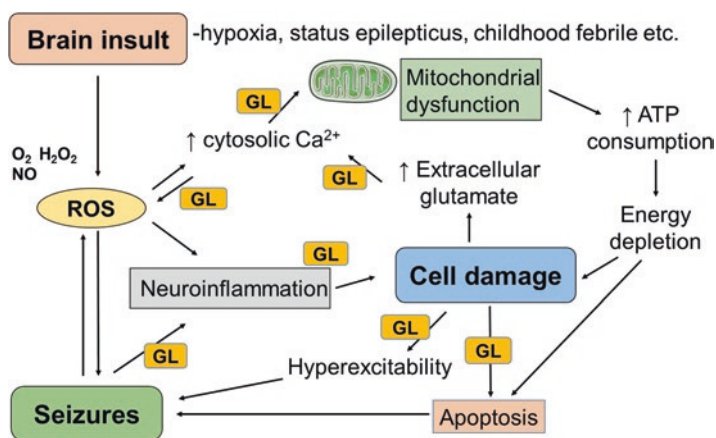 Brain insult
-hypoxia, status epilepticus, childhood febrile etc.
GL
Mitochondrial
dysfunction
↑ cytosolic Ca²⁺
↑ ATP
consumption
O₂ H₂O₂
NO
GL
GL
↑ Extracellular
glutamate
ROS
Energy
depletion
GL
Neuroinflammation
Cell damage
GL
GL
GL
Hyperexcitability
Seizures
Apoptosis